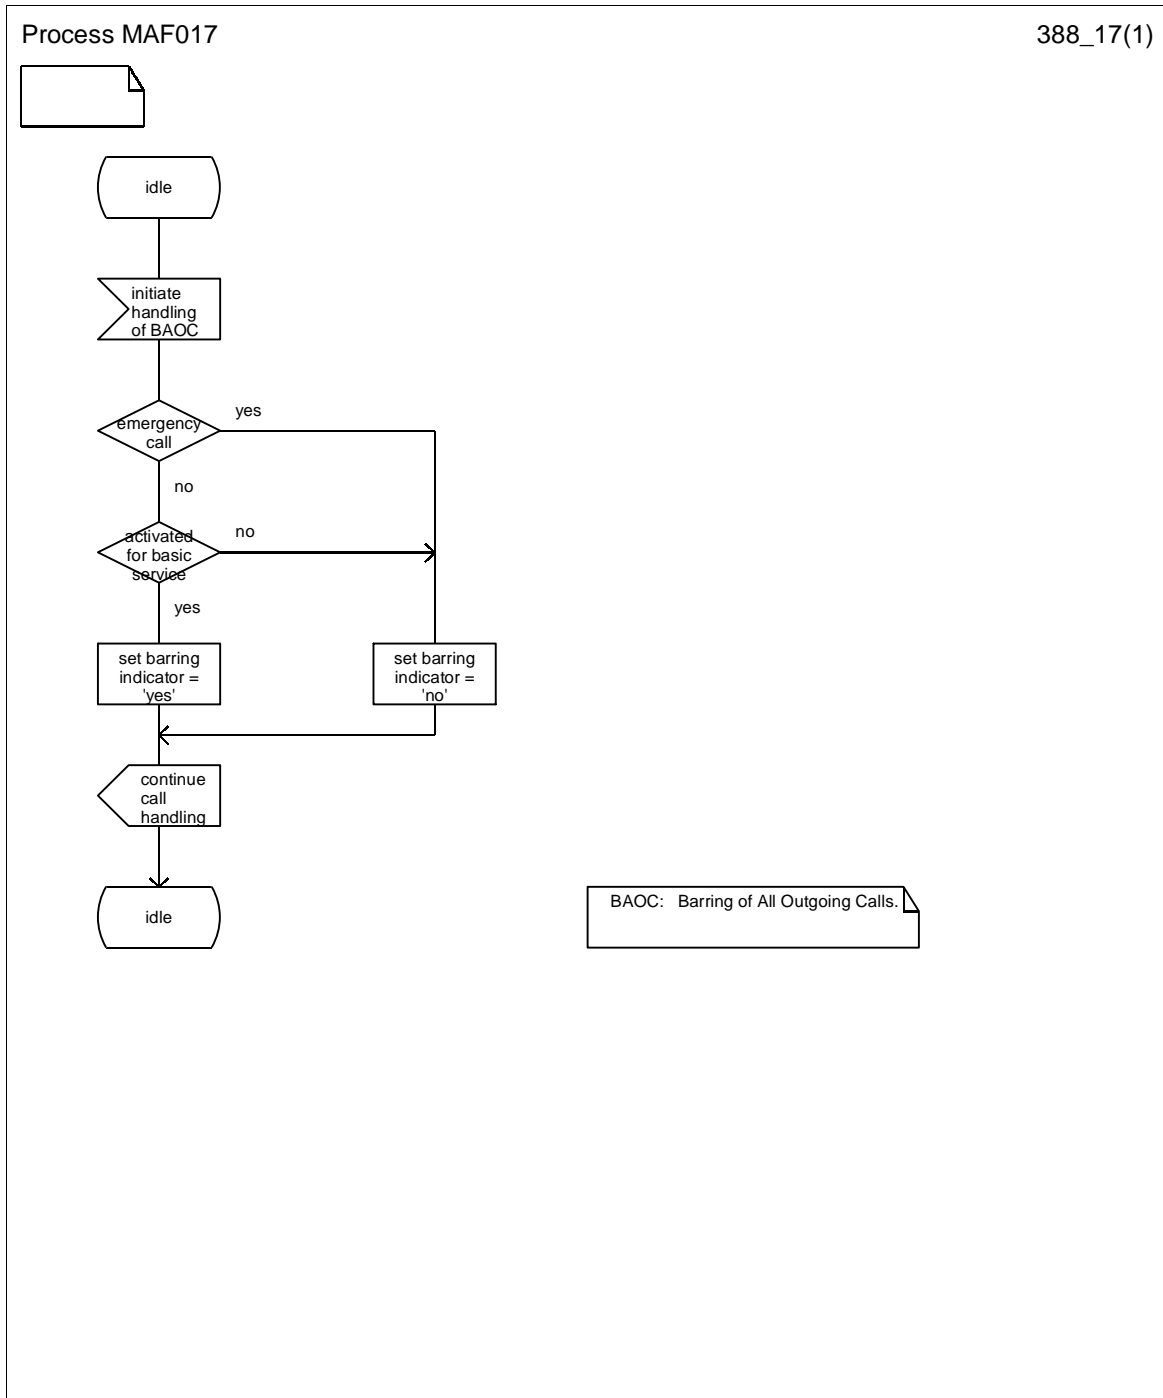 Process MAF017
388_17(1)
idle
initiate
handling
of BAOC
emergency
call
yes
no
activated
for basic
service
no
yes
set barring
indicator =
'yes'
set barring
indicator =
'no'
continue
call
handling
idle
BAOC: Barring of All Outgoing Calls.